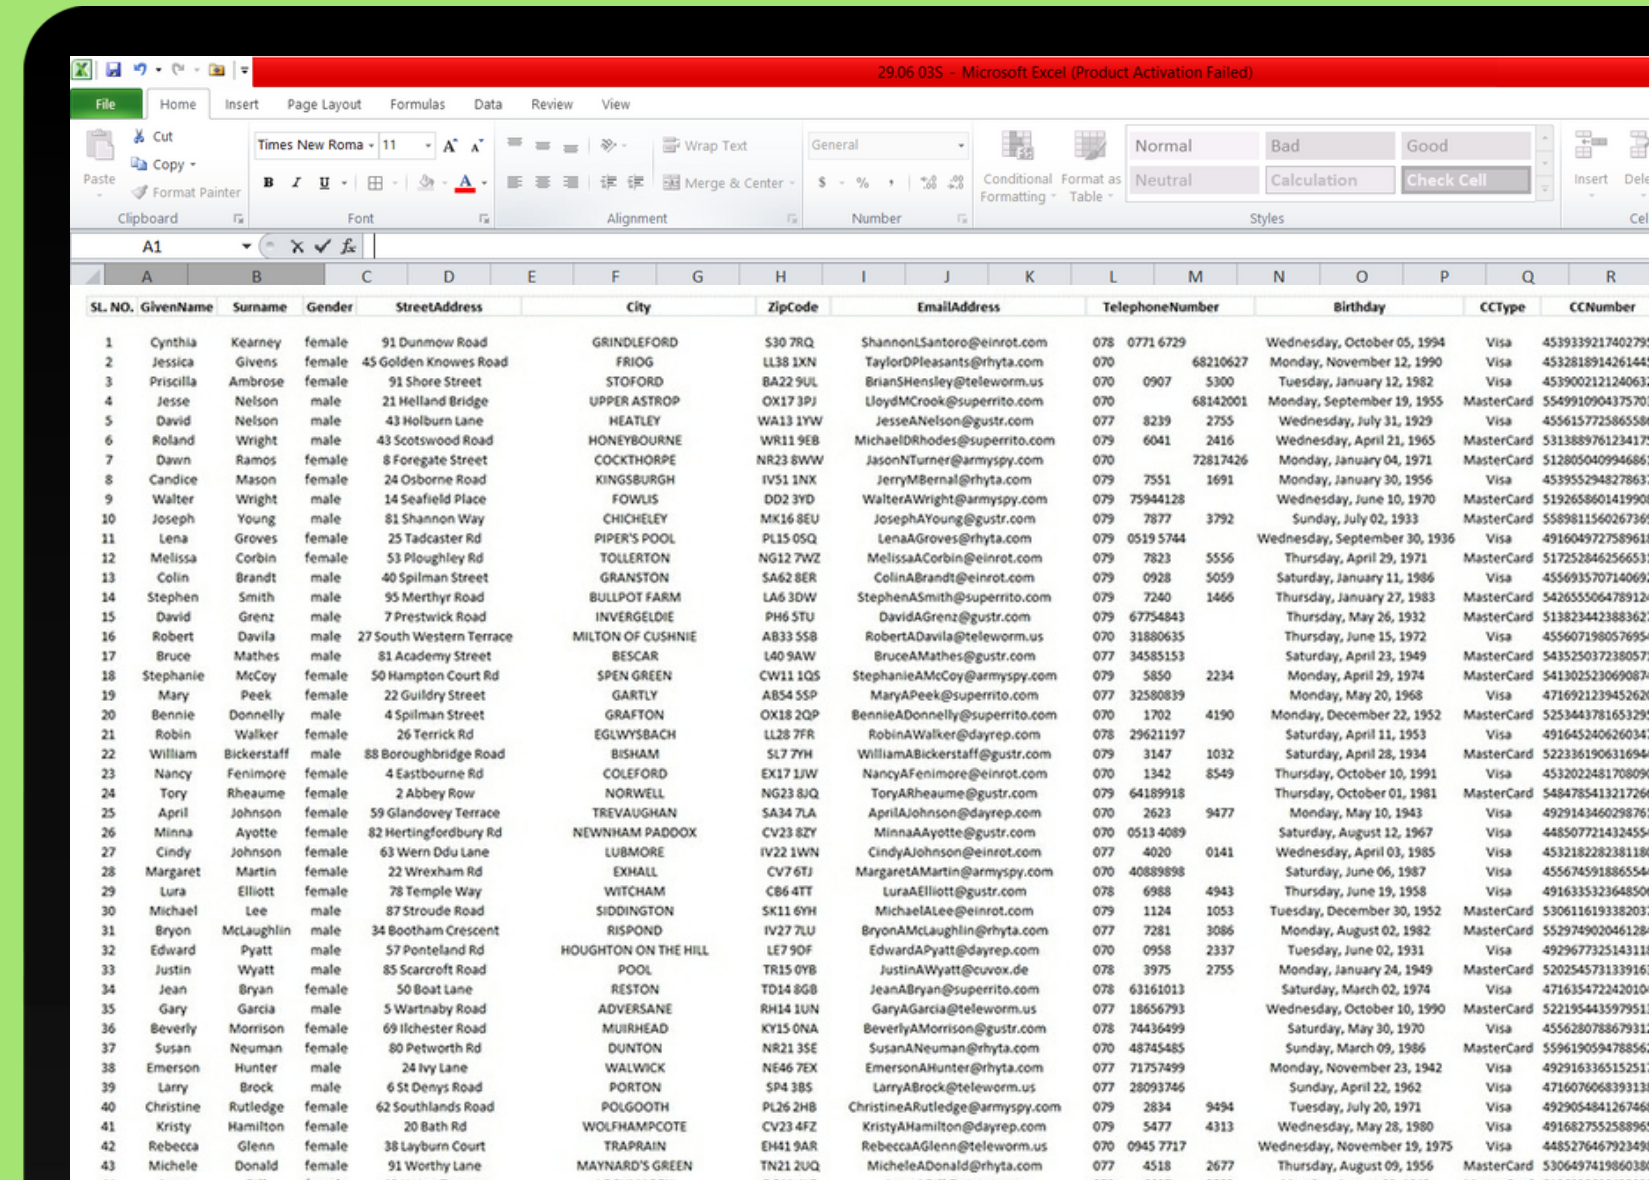 29.06 03S - Microsoft Excel (Product Activation Failed)
File Home Insert Page Layout Formulas Data Review View
Cut
Copy
Format Painter
Paste
Clipboard
Times New Roma 11
B I U
Font
Wrap Text
Merge & Center
Alignment
General
$ % ,
Number
Conditional Formatting
Format as Table
Normal Bad Good
Neutral Calculation Check Cell
Styles
Insert
A1 fx
A B C D E F G H I J K L M N O P Q R
SL. NO. GivenName Surname Gender StreetAddress City ZipCode EmailAddress TelephoneNumber Birthday CCType CCNumber
1 Cynthia Kearney female 91 Dunmow Road GRINDLEFORD S30 7RQ ShannonLSantoro@einrot.com 078 0771 6729 Wednesday, October 05, 1994 Visa
2 Jessica Givens female 45 Golden Knowes Road FRIOG LL38 1XN TaylorDPleasants@rhyta.com 070 68210627 Monday, November 12, 1990 Visa
3 Priscilla Ambrose female 91 Shore Street STOFORD BA22 9UL BrianSHensley@teleworm.us 070 0907 5300 Tuesday, January 12, 1982 Visa
4 Jesse Nelson male 21 Helland Bridge UPPER ASTROP OX17 3PJ LloydMCrook@superrito.com 070 68142001 Monday, September 19, 1955 MasterCard
5 David Nelson male 43 Holburn Lane HEATLEY WA13 1YW JesseANelson@gustr.com 077 8239 2755 Wednesday, July 31, 1929 Visa
6 Roland Wright male 43 Scotswood Road HONEYBOURNE WR11 9EB MichaelDRhodes@superrito.com 079 6041 2416 Wednesday, April 21, 1965 MasterCard
7 Dawn Ramos female 8 Foregate Street COCKTHORPE NR23 8WW JasonNTurner@armyspy.com 070 72817426 Monday, January 04, 1971 MasterCard
8 Candice Mason female 24 Osborne Road KINGSBURGH IV51 1NX JerryMBernal@rhyta.com 079 7551 1691 Monday, January 30, 1956 Visa
9 Walter Wright male 14 Seafield Place FOWLIS DD2 3YD WalterAWright@armyspy.com 079 75944128 Wednesday, June 10, 1970 MasterCard
10 Joseph Young male 81 Shannon Way CHICHELEY MK16 8EU JosephAYoung@gustr.com 079 7877 3792 Sunday, July 02, 1933 MasterCard
11 Lena Groves female 25 Tadcaster Rd PIPER'S POOL PL15 0SQ LenaAGroves@rhyta.com 079 0519 5744 Wednesday, September 30, 1936 Visa
12 Melissa Corbin female 53 Ploughley Rd TOLLERTON NG12 7WZ MelissaACorbin@einrot.com 079 7823 5556 Thursday, April 29, 1971 MasterCard
13 Colin Brandt male 40 Spilman Street GRANSTON SA62 8ER ColinABrandt@einrot.com 079 0928 5059 Saturday, January 11, 1986 Visa
14 Stephen Smith male 95 Merthyr Road BULLPOT FARM LA6 3DW StephenASmith@superrito.com 079 7240 1466 Thursday, January 27, 1983 MasterCard
15 David Grenz male 7 Prestwick Road INVERGELDIE PH6 5TU DavidAGrenz@gustr.com 079 67754843 Thursday, May 26, 1932 MasterCard
16 Robert Davila male 27 South Western Terrace MILTON OF CUSHNIE AB33 5SB RobertADavila@teleworm.us 070 31880635 Thursday, June 15, 1972 Visa
17 Bruce Mathes male 81 Academy Street BESCAR L40 9AW BruceAMathes@gustr.com 077 34585153 Saturday, April 23, 1949 MasterCard
18 Stephanie McCoy female 50 Hampton Court Rd SPEN GREEN CW11 1QS StephanieAMcCoy@armyspy.com 079 5850 2234 Monday, April 29, 1974 MasterCard
19 Mary Peek female 22 Guildry Street GARTLY AB54 5SP MaryAPeek@superrito.com 077 32580839 Monday, May 20, 1968 Visa
20 Bennie Donnelly male 4 Spilman Street GRAFTON OX18 2QP BennieADonnelly@superrito.com 070 1702 4190 Monday, December 22, 1952 MasterCard
21 Robin Walker female 26 Terrick Rd EGLWYSBACH LL28 7FR RobinAWalker@dayrep.com 078 29621197 Saturday, April 11, 1953 Visa
22 William Bickerstaff male 88 Boroughbridge Road BISHAM SL7 7YH WilliamABickerstaff@gustr.com 079 3147 1032 Saturday, April 28, 1934 MasterCard
23 Nancy Fenimore female 4 Eastbourne Rd COLEFORD EX17 1JW NancyAFenimore@einrot.com 070 1342 8549 Thursday, October 10, 1991 Visa
24 Tory Rheaume female 2 Abbey Row NORWELL NG23 8JQ ToryARheaume@gustr.com 079 64189918 Thursday, October 01, 1981 MasterCard
25 April Johnson female 59 Glandovey Terrace TREVAUGHAN SA34 7LA AprilAJohnson@dayrep.com 070 2623 9477 Monday, May 10, 1943 Visa
26 Minna Ayotte female 82 Hertingfordbury Rd NEWNHAM PADDOX CV23 8ZY MinnaAAyotte@gustr.com 070 0513 4089 Saturday, August 12, 1967 Visa
27 Cindy Johnson female 63 Wern Ddu Lane LUBMORE IV22 1WN CindyAJohnson@einrot.com 077 4020 0141 Wednesday, April 03, 1985 Visa
28 Margaret Martin female 22 Wrexham Rd EXHALL CV7 6TJ MargaretAMartin@armyspy.com 070 40889898 Saturday, June 06, 1987 Visa
29 Lura Elliott female 78 Temple Way WITCHAM CB6 4TT LuraAElliott@gustr.com 078 6988 4943 Thursday, June 19, 1958 Visa
30 Michael Lee male 87 Stroude Road SIDDINGTON SK11 6YH MichaelALee@einrot.com 079 1124 1053 Tuesday, December 30, 1952 MasterCard
31 Bryon McLaughlin male 34 Bootham Crescent RISPOND IV27 7LU BryonAMcLaughlin@rhyta.com 077 7281 3086 Monday, August 02, 1982 MasterCard
32 Edward Pyatt male 57 Ponteland Rd HOUGHTON ON THE HILL LE7 9DF EdwardAPyatt@dayrep.com 070 0958 2337 Tuesday, June 02, 1931 Visa
33 Justin Wyatt male 85 Scarcroft Road POOL TR15 0YB JustinAWyatt@cuvox.de 078 3975 2755 Monday, January 24, 1949 MasterCard
34 Jean Bryan female 50 Boat Lane RESTON TD14 8GB JeanABryan@superrito.com 078 63161013 Saturday, March 02, 1974 Visa
35 Gary Garcia male 5 Wartnaby Road ADVERSANE RH14 1UN GaryAGarcia@teleworm.us 077 18656793 Wednesday, October 10, 1990 MasterCard
36 Beverly Morrison female 69 Ilchester Road MUIRHEAD KY15 0NA BeverlyAMorrison@gustr.com 078 74436499 Saturday, May 30, 1970 Visa
37 Susan Neuman female 80 Petworth Rd DUNTON NR21 3SE SusanANeuman@rhyta.com 070 48745485 Sunday, March 09, 1986 MasterCard
38 Emerson Hunter male 24 Ivy Lane WALWICK NE46 7EX EmersonAHunter@rhyta.com 077 71757499 Monday, November 23, 1942 Visa
39 Larry Brock male 6 St Denys Road PORTON SP4 3BS LarryABrock@teleworm.us 077 28093746 Sunday, April 22, 1962 Visa
40 Christine Rutledge female 62 Southlands Road POLGOOTH PL26 2HB ChristineARutledge@armyspy.com 079 2834 9494 Tuesday, July 20, 1971 Visa
41 Kristy Hamilton female 20 Bath Rd WOLFHAMPCOTE CV23 4FZ KristyAHamilton@dayrep.com 079 5477 4313 Wednesday, May 28, 1980 Visa
42 Rebecca Glenn female 38 Layburn Court TRAPRAIN EH41 9AR RebeccaAGlenn@teleworm.us 070 0945 7717 Wednesday, November 19, 1975 Visa
43 Michele Donald female 91 Worthy Lane MAYNARD'S GREEN TN21 2UQ MicheleADonald@rhyta.com 077 4518 2677 Thursday, August 09, 1956 MasterCard